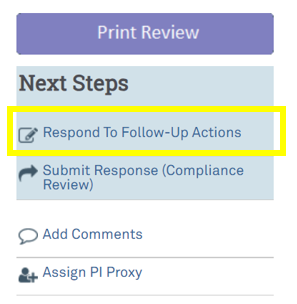 Print Review
Next Steps
Respond To Follow-Up Actions
Submit Response (Compliance
Review)
Add Comments
Assign PI Proxy